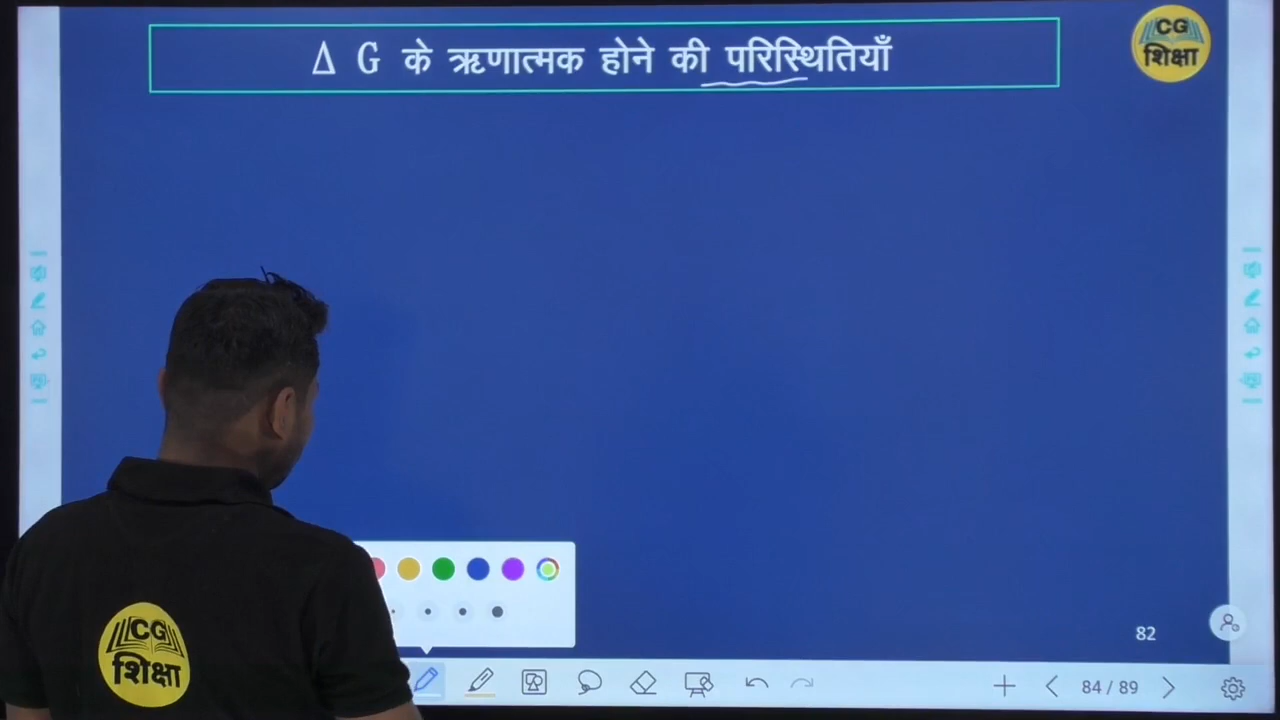 Δ G के ऋणात्मक होने की परिस्थितियाँ
CG
शिक्षा
CG
शिक्षा
82
84 / 89